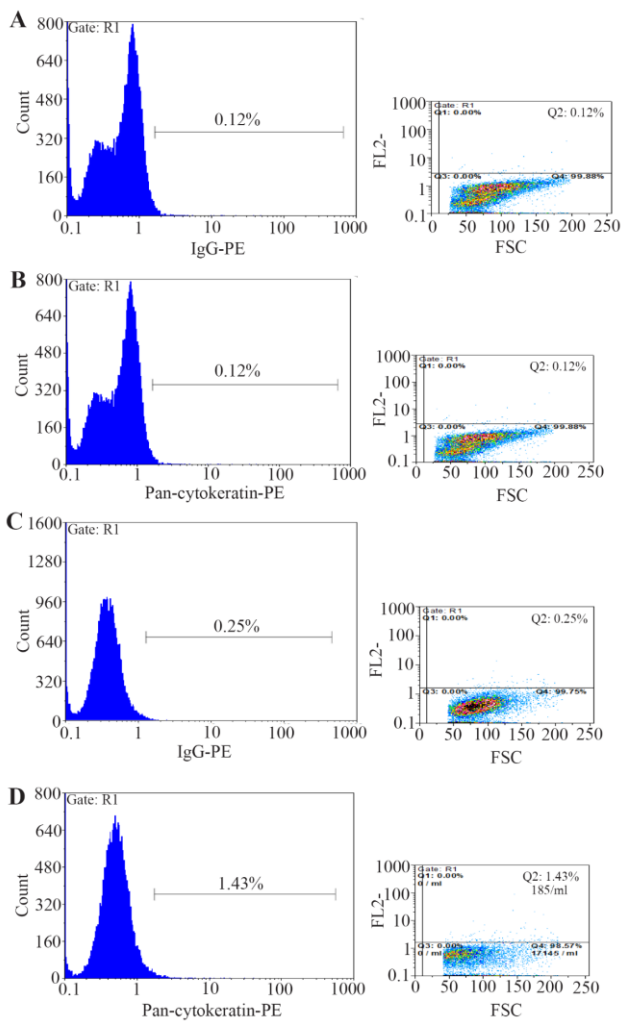 A
Gate: R1
800
640
480
320
160
0
Count
0.12%
0.1 1 10 100 1000
IgG-PE
Gate: R1
Q1: 0.00%
Q2: 0.12%
Q3: 0.00%
Q4: 99.88%
1000
100
10
1
0.1
FL2-
0 50 100 150 200 250
FSC
B
Gate: R1
800
640
480
320
160
0
Count
0.12%
0.1 1 10 100 1000
Pan-cytokeratin-PE
Gate: R1
Q1: 0.00%
Q2: 0.12%
Q3: 0.00%
Q4: 99.88%
1000
100
10
1
0.1
FL2-
0 50 100 150 200 250
FSC
C
Gate: R1
1600
1280
960
640
320
0
Count
0.25%
0.1 1 10 100 1000
IgG-PE
Gate: R1
Q1: 0.00%
Q2: 0.25%
Q3: 0.00%
Q4: 99.75%
1000
100
10
1
0.1
FL2-
50 100 150 200 250
FSC
D
Gate: R1
800
640
480
320
160
0
Count
1.43%
0.1 1 10 100 1000
Pan-cytokeratin-PE
Gate: R1
Q1: 0.00%
0 / ml
Q2: 1.43%
185/ml
Q3: 0.00%
0 / ml
Q4: 98.57%
17145 / ml
1000
100
10
1
0.1
FL2-
0 50 100 150 200 250
FSC